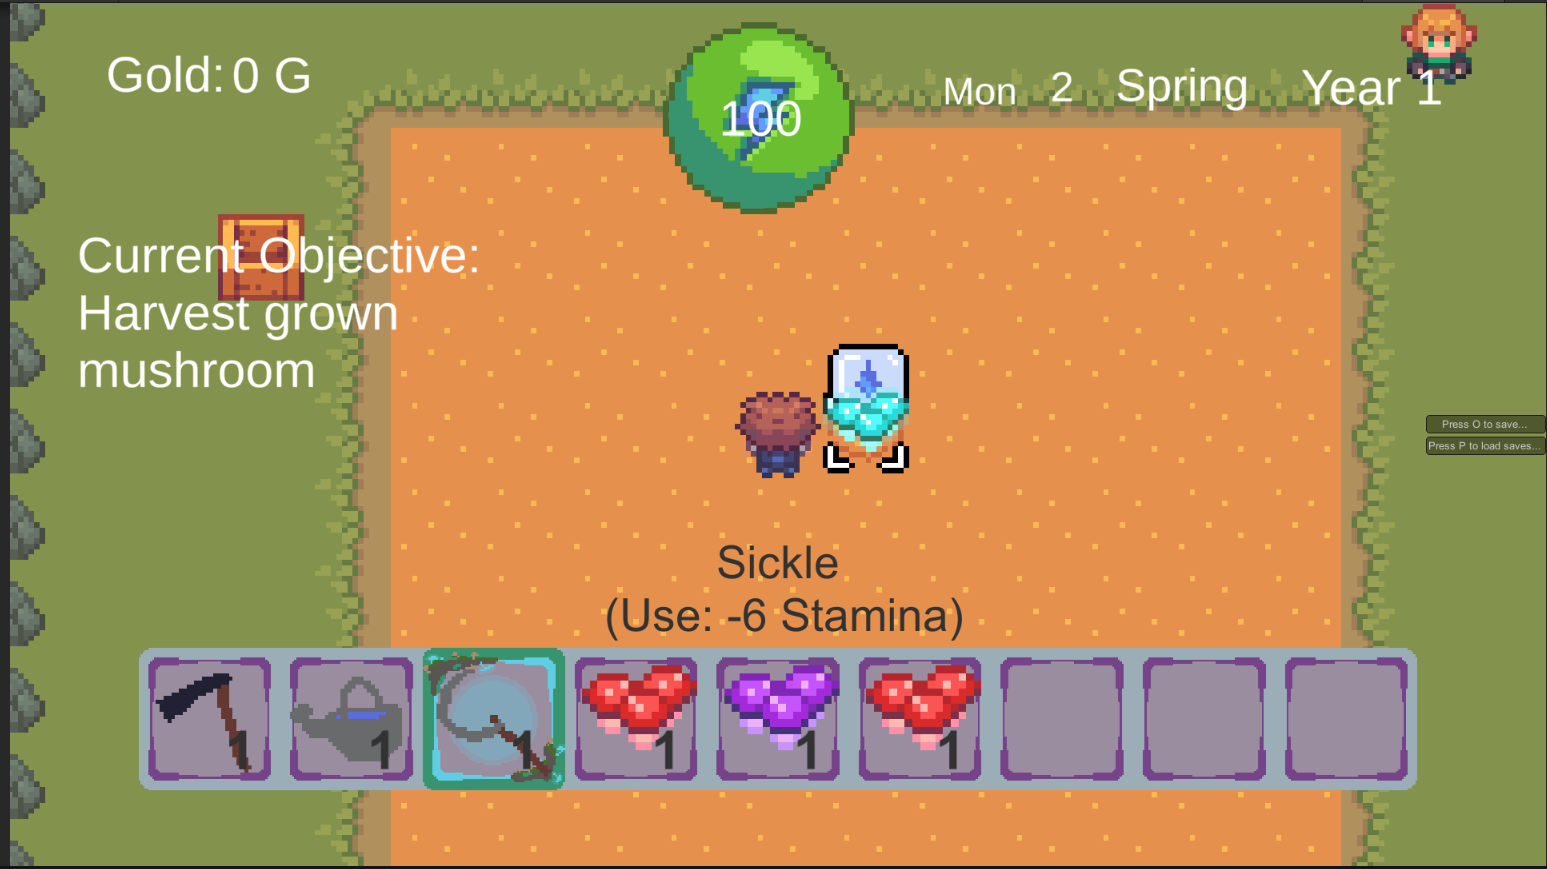 Gold: 0 G
100
Mon 2 Spring Year 1
Current Objective:
Harvest grown
mushroom
Press O to save...
Press P to load saves...
Sickle
(Use: -6 Stamina)
1 1 1 1 1 1